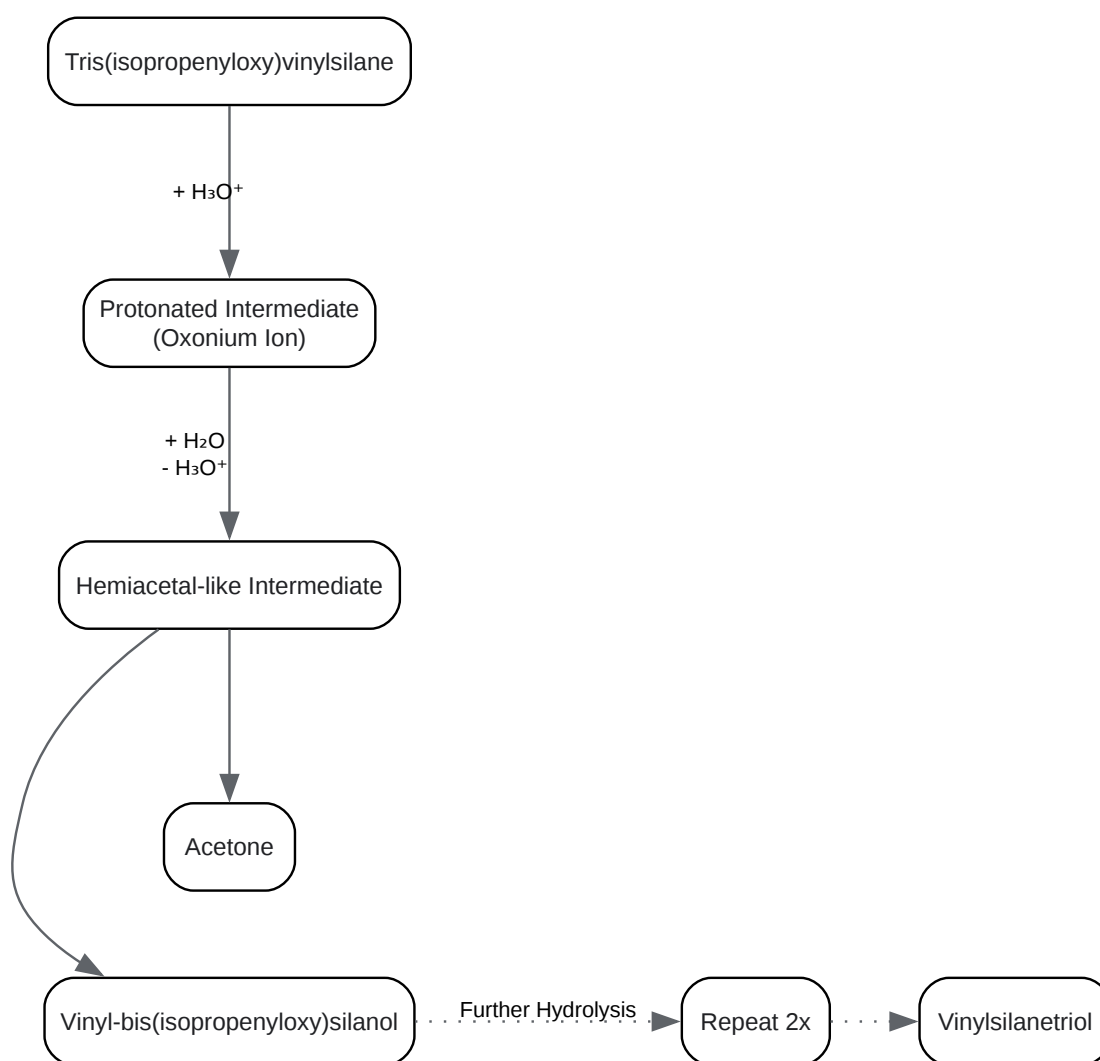 Tris(isopropenyloxy)vinylsilane
+ H₃O⁺
Protonated Intermediate
(Oxonium Ion)
+ H₂O
- H₃O⁺
Hemiacetal-like Intermediate
Acetone
Vinyl-bis(isopropenyloxy)silanol
Further Hydrolysis
Repeat 2x
Vinylsilanetriol